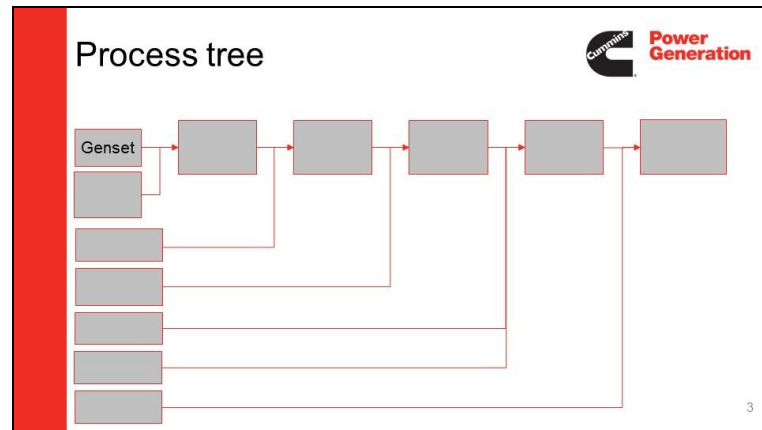 Process tree
Cummins
Power
Generation
Genset
3